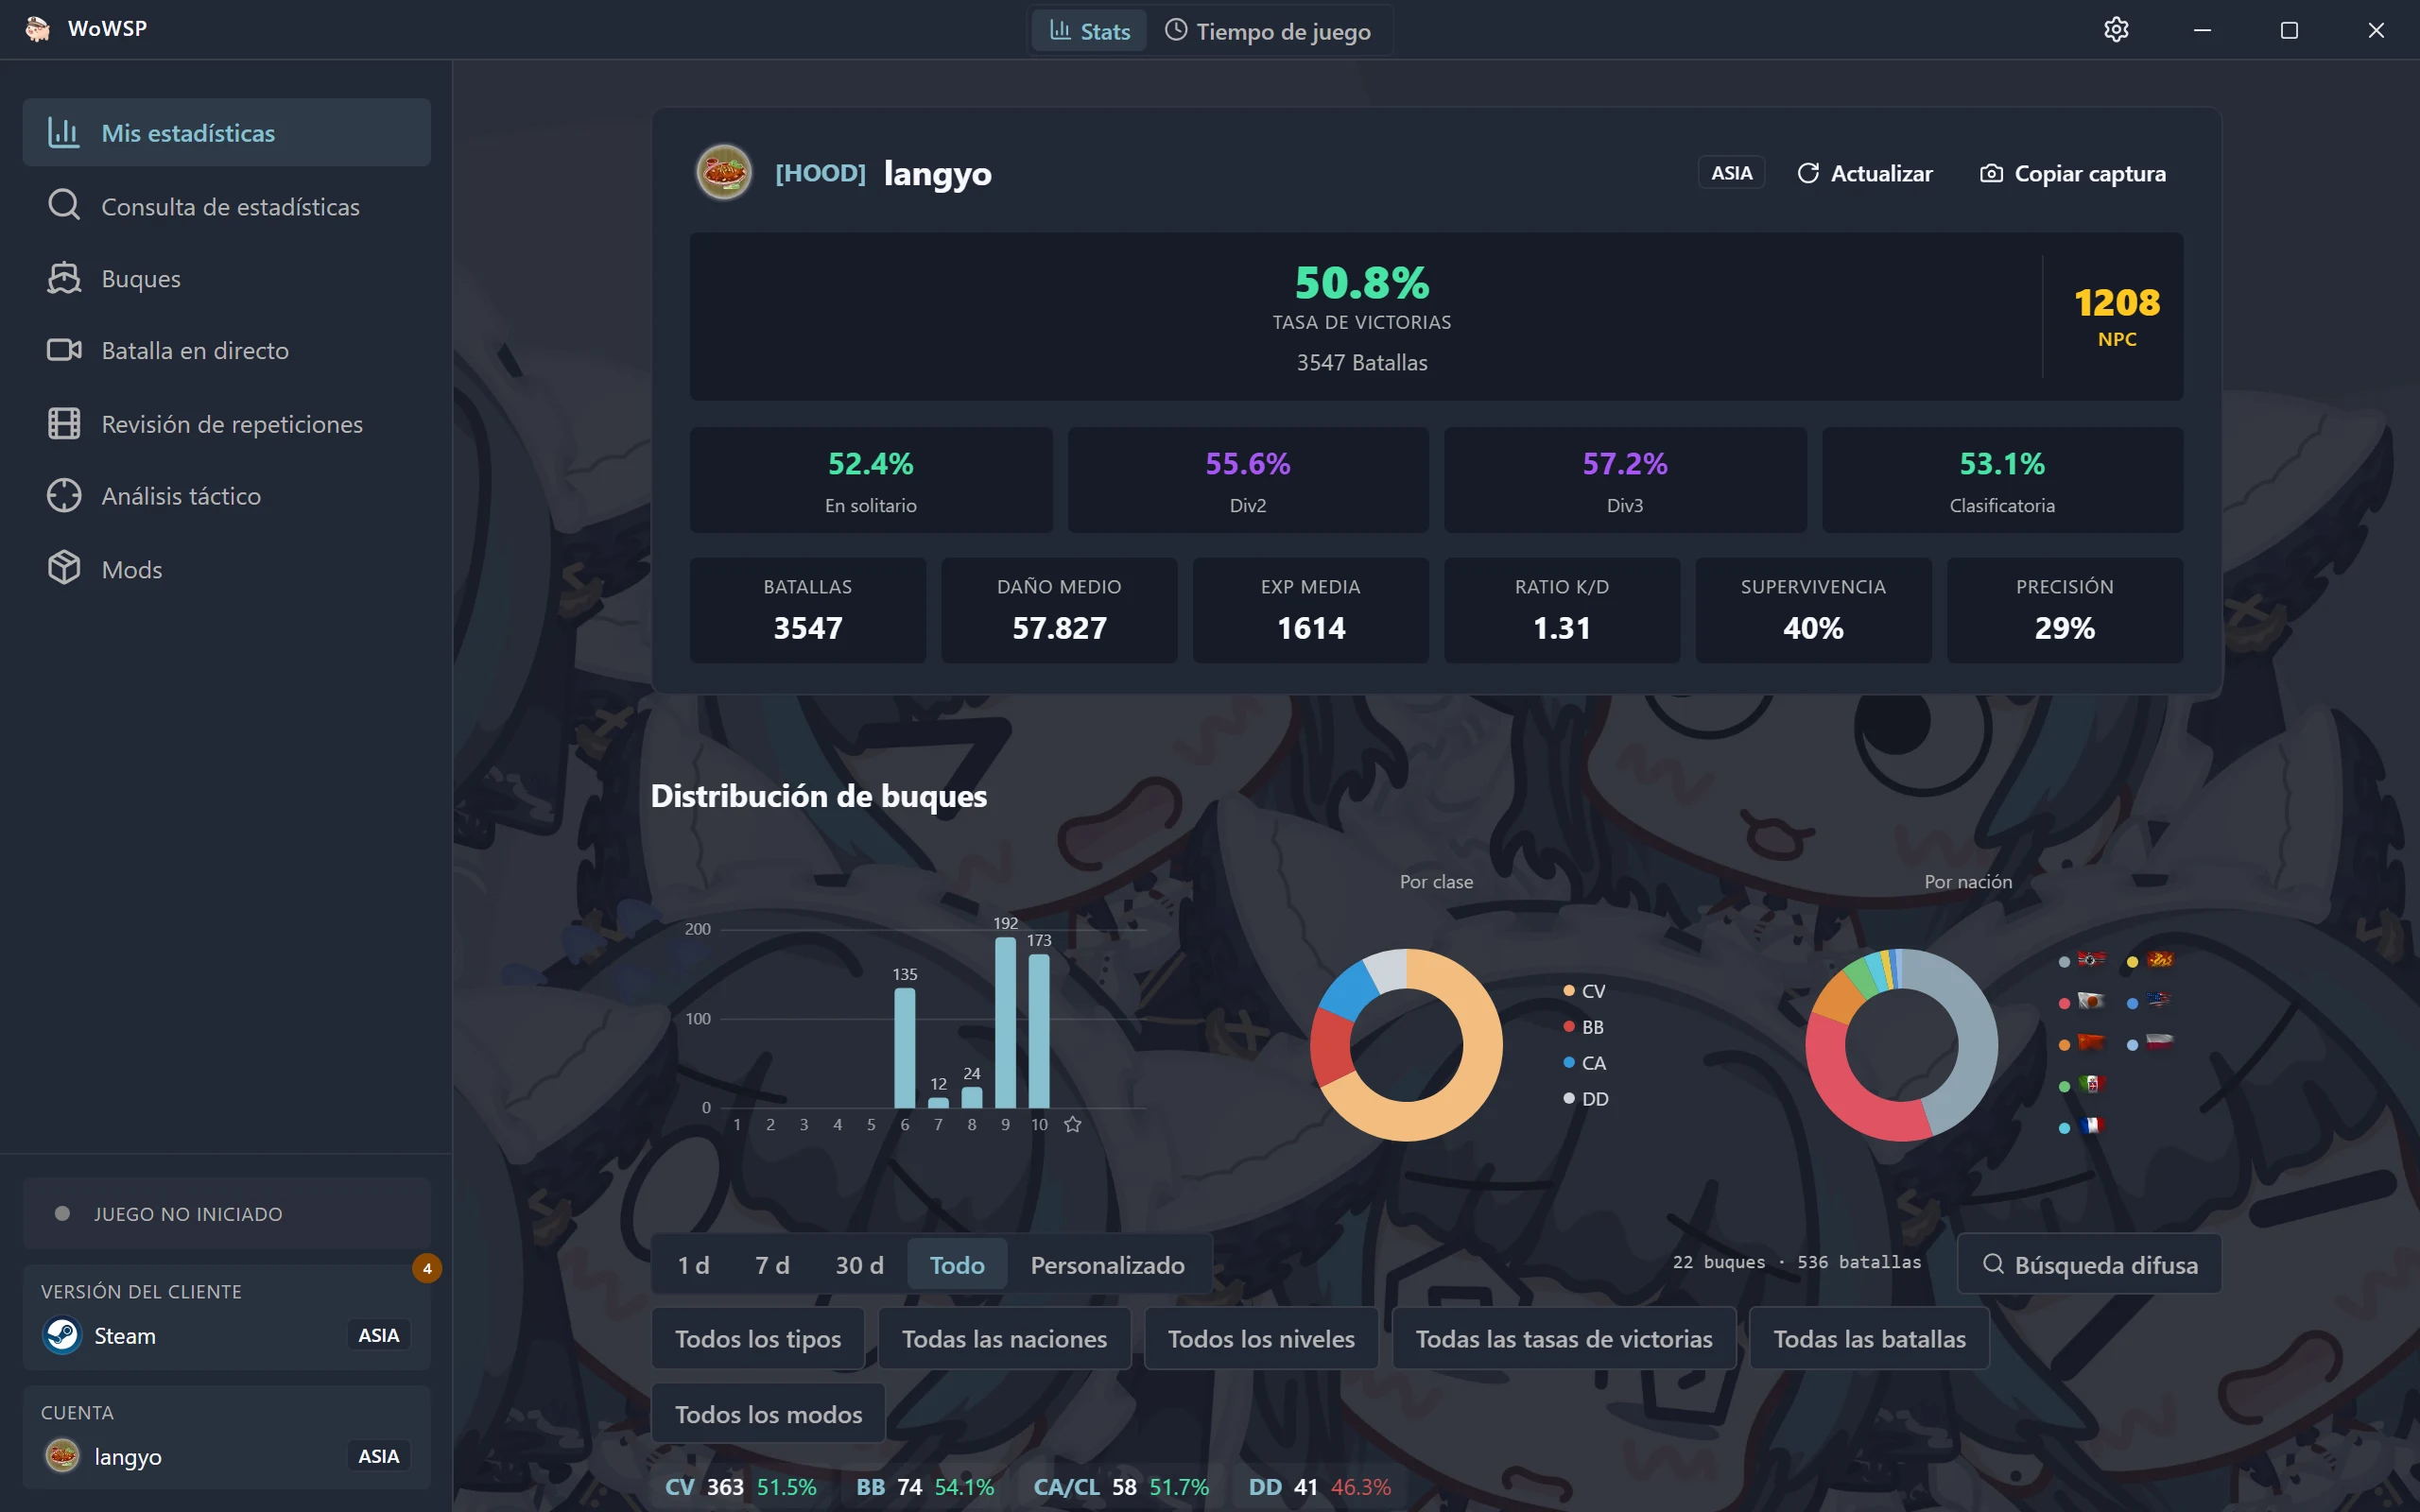 WoWSP
Stats
Tiempo de juego
Mis estadísticas
Consulta de estadísticas
Buques
Batalla en directo
Revisión de repeticiones
Análisis táctico
Mods
JUEGO NO INICIADO
4
VERSIÓN DEL CLIENTE
Steam
ASIA
CUENTA
langyo
ASIA
[HOOD] langyo
ASIA
Actualizar
Copiar captura
50.8%
TASA DE VICTORIAS
3547 Batallas
1208
NPC
52.4%
En solitario
55.6%
Div2
57.2%
Div3
53.1%
Clasificatoria
BATALLAS
3547
DAÑO MEDIO
57.827
EXP MEDIA
1614
RATIO K/D
1.31
SUPERVIVENCIA
40%
PRECISIÓN
29%
Distribución de buques
200
100
0
135
12
24
192
173
1 2 3 4 5 6 7 8 9 10
Por clase
CV
BB
CA
DD
Por nación
1 d
7 d
30 d
Todo
Personalizado
22 buques · 536 batallas
Búsqueda difusa
Todos los tipos
Todas las naciones
Todos los niveles
Todas las tasas de victorias
Todas las batallas
Todos los modos
CV 363 51.5%
BB 74 54.1%
CA/CL 58 51.7%
DD 41 46.3%